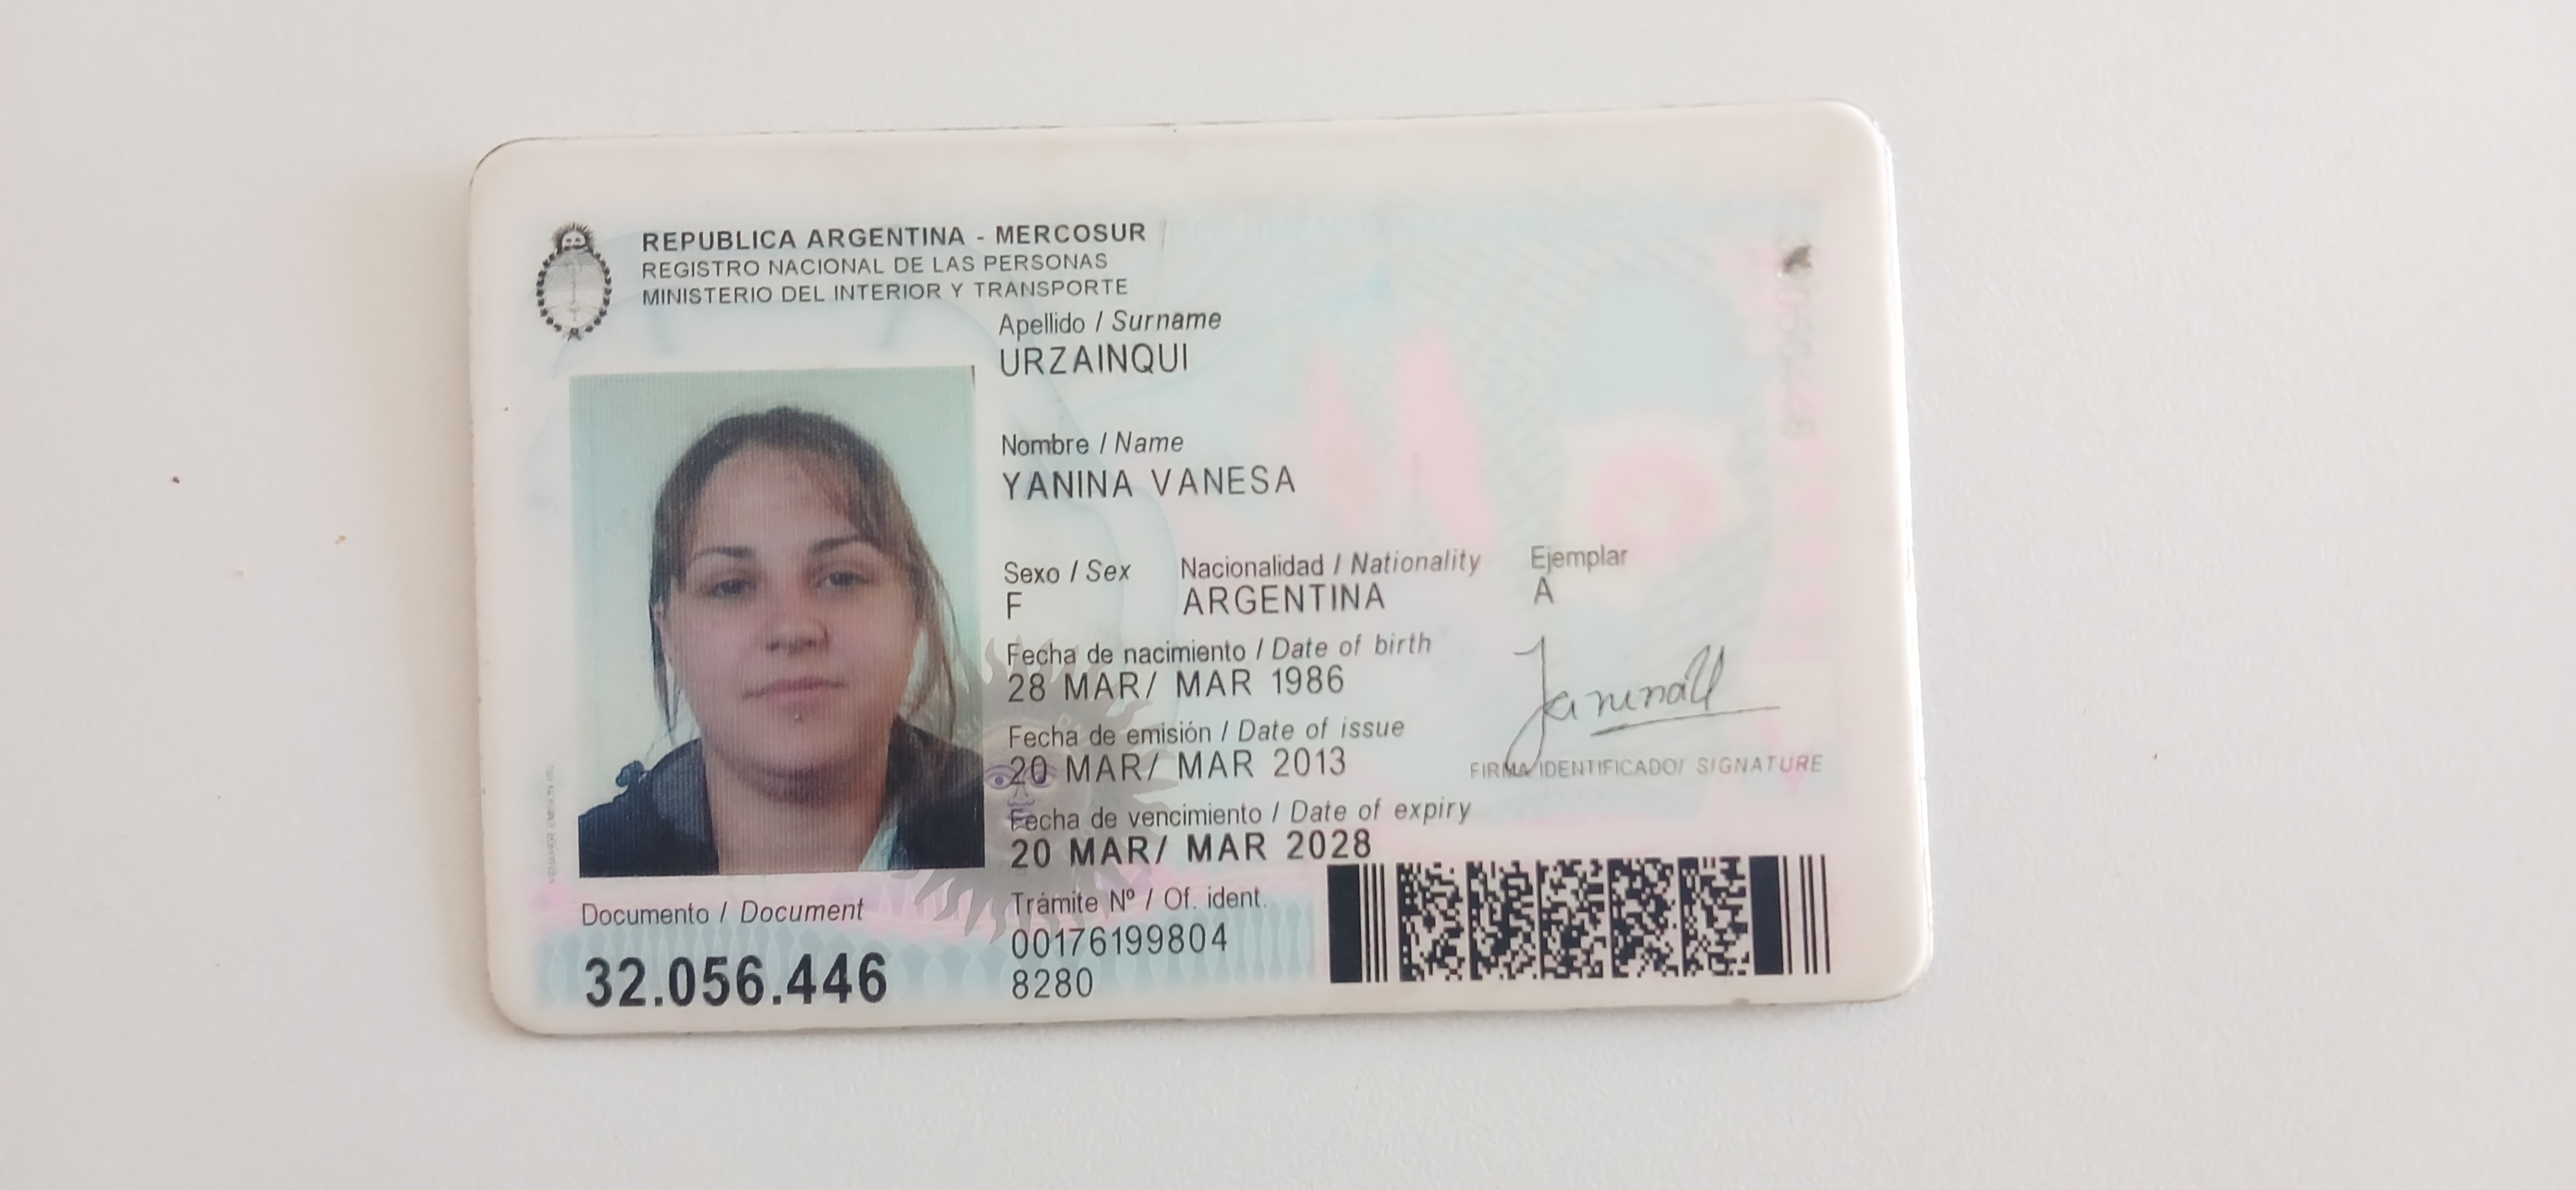 REPUBLICA ARGENTINA - MERCOSUR
REGISTRO NACIONAL DE LAS PERSONAS
MINISTERIO DEL INTERIOR Y TRANSPORTE
Apellido / Surname
URZAINQUI
Nombre / Name
YANINA VANESA
Sexo / Sex Nacionalidad / Nationality Ejemplar
F ARGENTINA A
Fecha de nacimiento / Date of birth
28 MAR/ MAR 1986
Fecha de emisión / Date of issue
20 MAR/ MAR 2013
FIRMA IDENTIFICADO/ SIGNATURE
Fecha de vencimiento / Date of expiry
20 MAR/ MAR 2028
Documento / Document
32.056.446
Trámite Nº / Of. ident.
00176199804
8280